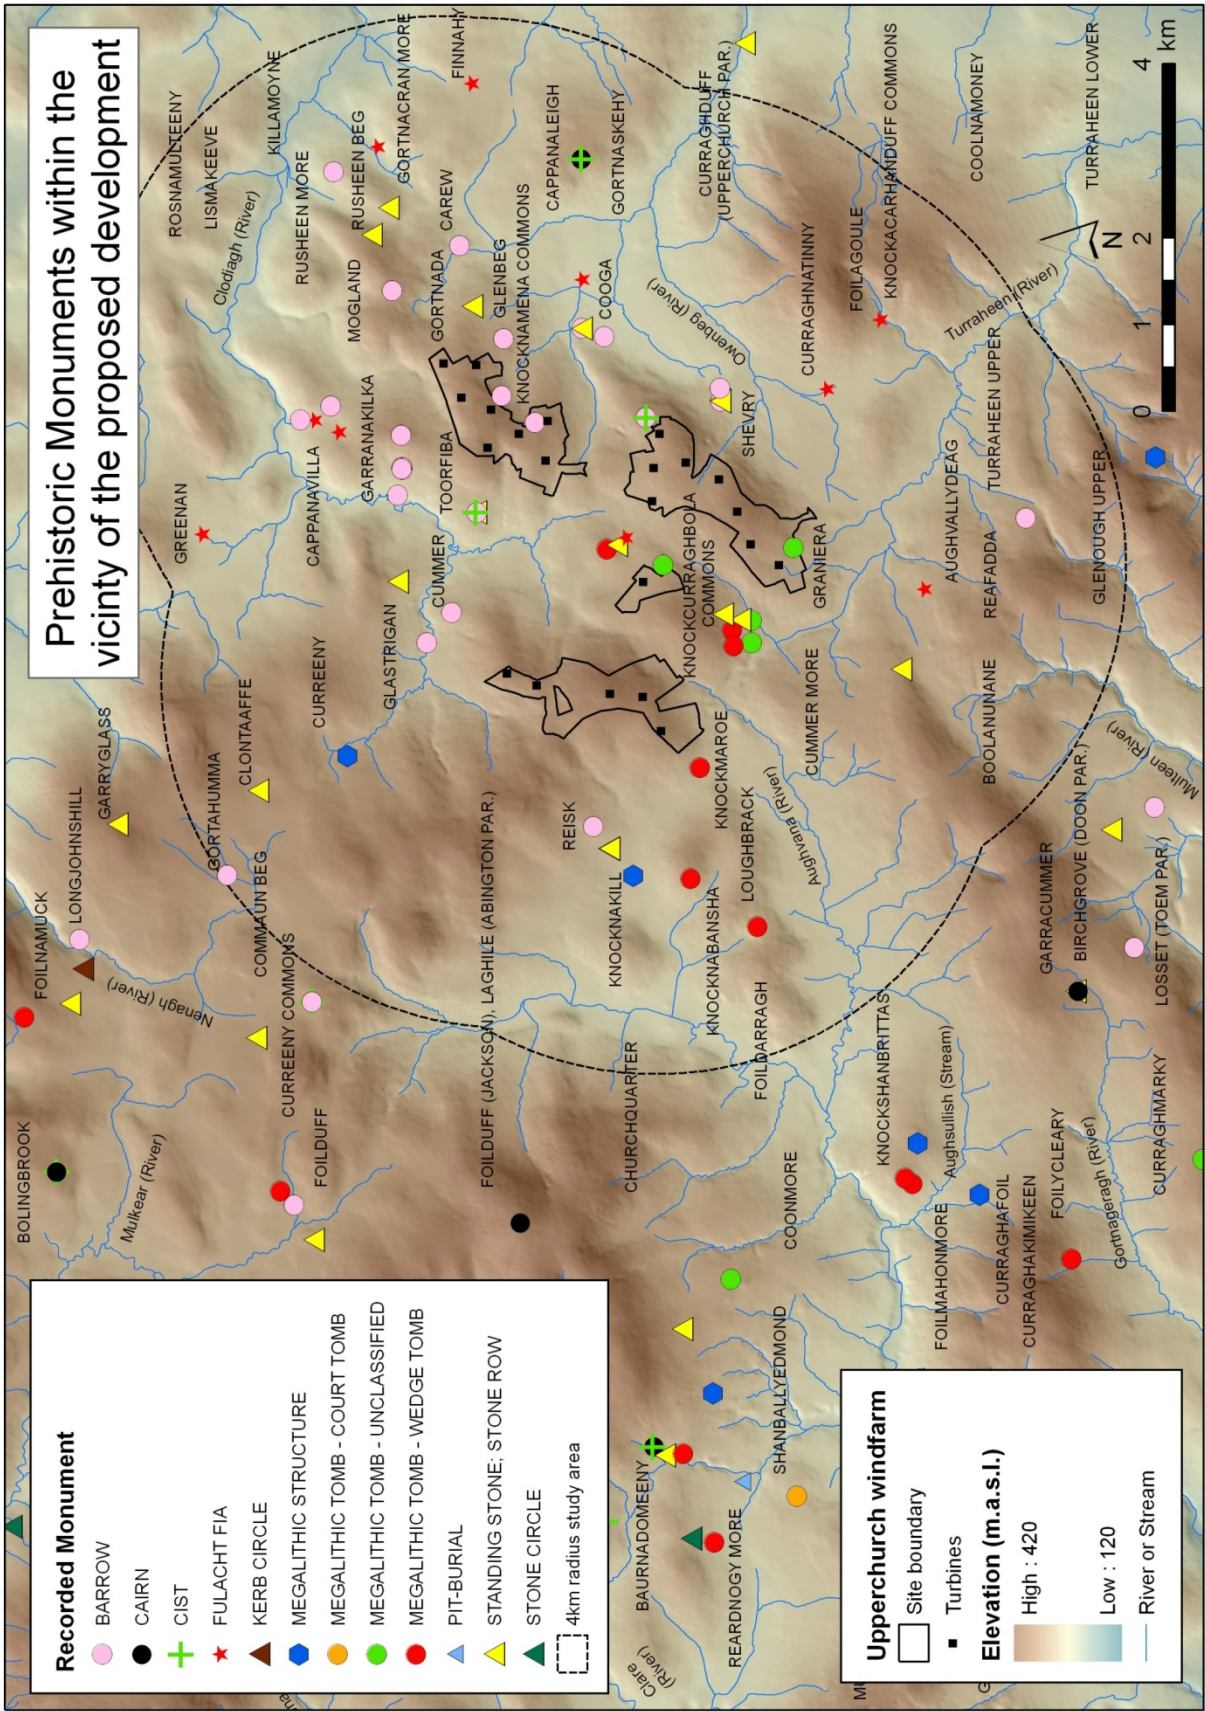 Prehistoric Monuments within the
vicinity of the proposed development
Recorded Monument
BARROW
CAIRN
CIST
FULACHT FIA
KERB CIRCLE
MEGALITHIC STRUCTURE
MEGALITHIC TOMB - COURT TOMB
MEGALITHIC TOMB - UNCLASSIFIED
MEGALITHIC TOMB - WEDGE TOMB
PIT-BURIAL
STANDING STONE; STONE ROW
STONE CIRCLE
4km radius study area
Upperchurch windfarm
Site boundary
Turbines
Elevation (m.a.s.l.)
High : 420
Low : 120
River or Stream
BOLINGBROOK
FOILNAMUCK
LONGJOHNSHILL
GARRYGLASS
Mulkear (River)
Nenagh (River)
ROSNAMULTEENY
LISMAKEEVE
GREENAN
GORTAHUMMA
CLONTAAFFE
COMMAUN BEG
Clodiagh (River)
KILLAMOYNE
CURREENY COMMONS
CURREENY
RUSHEEN MORE
FOILDUFF
CAPPANAVILLA
MOGLAND
RUSHEEN BEG
GARRANAKILKA
GLASTRIGAN
GORTNACRAN MORE
CUMMER
TOORFIBA
GORTNADA
CAREW
FINNAHY
FOILDUFF (JACKSON), LAGHILE (ABINGTON PAR.)
GLENBEG
KNOCKNAMENA COMMONS
CAPPANALEIGH
REISK
COOGA
GORTNASKEHY
KNOCKNAKILL
CHURCHQUARTER
BAURNADOMEENY
Clare
(River)
Owenbeg (River)
KNOCKCURRAGHBOLA
COMMONS
CURRAGHDUFF
(UPPERCHURCH PAR.)
KNOCKNABANSHA
KNOCKMAROE
REARDNOGY MORE
LOUGHBRACK
SHEVRY
FOILDARRAGH
SHANBALLYEDMOND
COONMORE
Aughvana (River)
CUMMER MORE
GRANIERA
CURRAGHNATINNY
FOILAGOULE
KNOCKACARHANDUFF COMMONS
KNOCKSHANBRITTAS
FOILMAHONMORE
Aughsullish (Stream)
AUGHVALLYDEAG
Turraheen (River)
COOLNAMONEY
BOOLANUNANE
REAFADDA
TURRAHEEN UPPER
CURRAGHAFOIL
CURRAGHAKIMIKEEN
FOILYCLEARY
GARRACUMMER
BIRCHGROVE (DOON PAR.)
GLENOUGH UPPER
TURRAHEEN LOWER
Gortnageragh (River)
Multeen (River)
CURRAGHMARKY
LOSSET (TOEM PAR.)
N
0
1
2
4
km